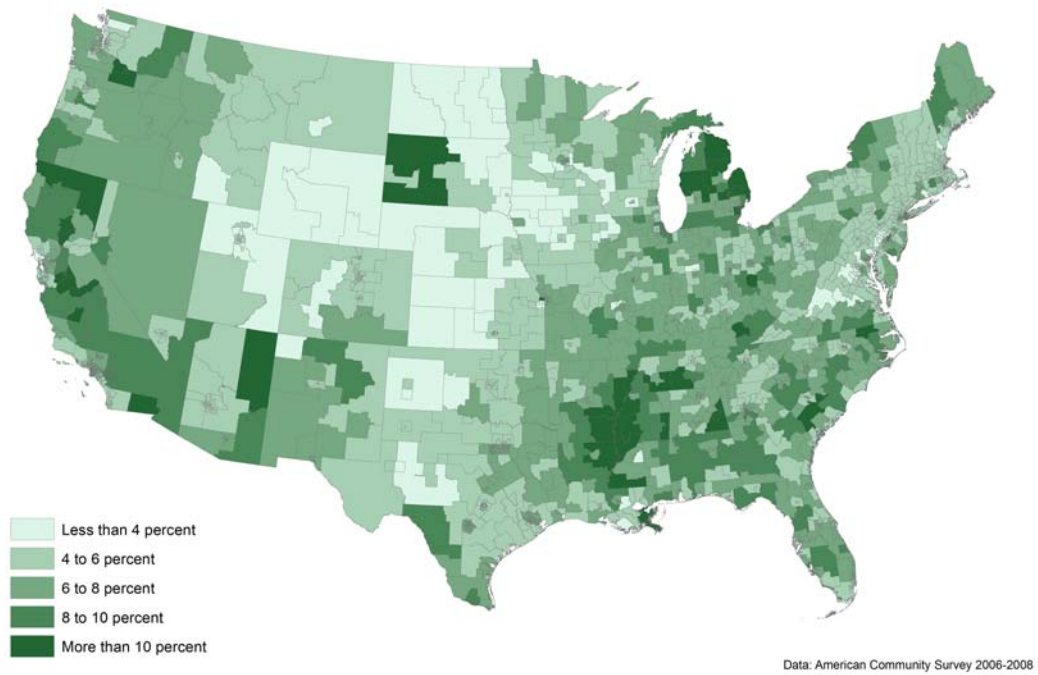 Less than 4 percent
4 to 6 percent
6 to 8 percent
8 to 10 percent
More than 10 percent
Data: American Community Survey 2006-2008